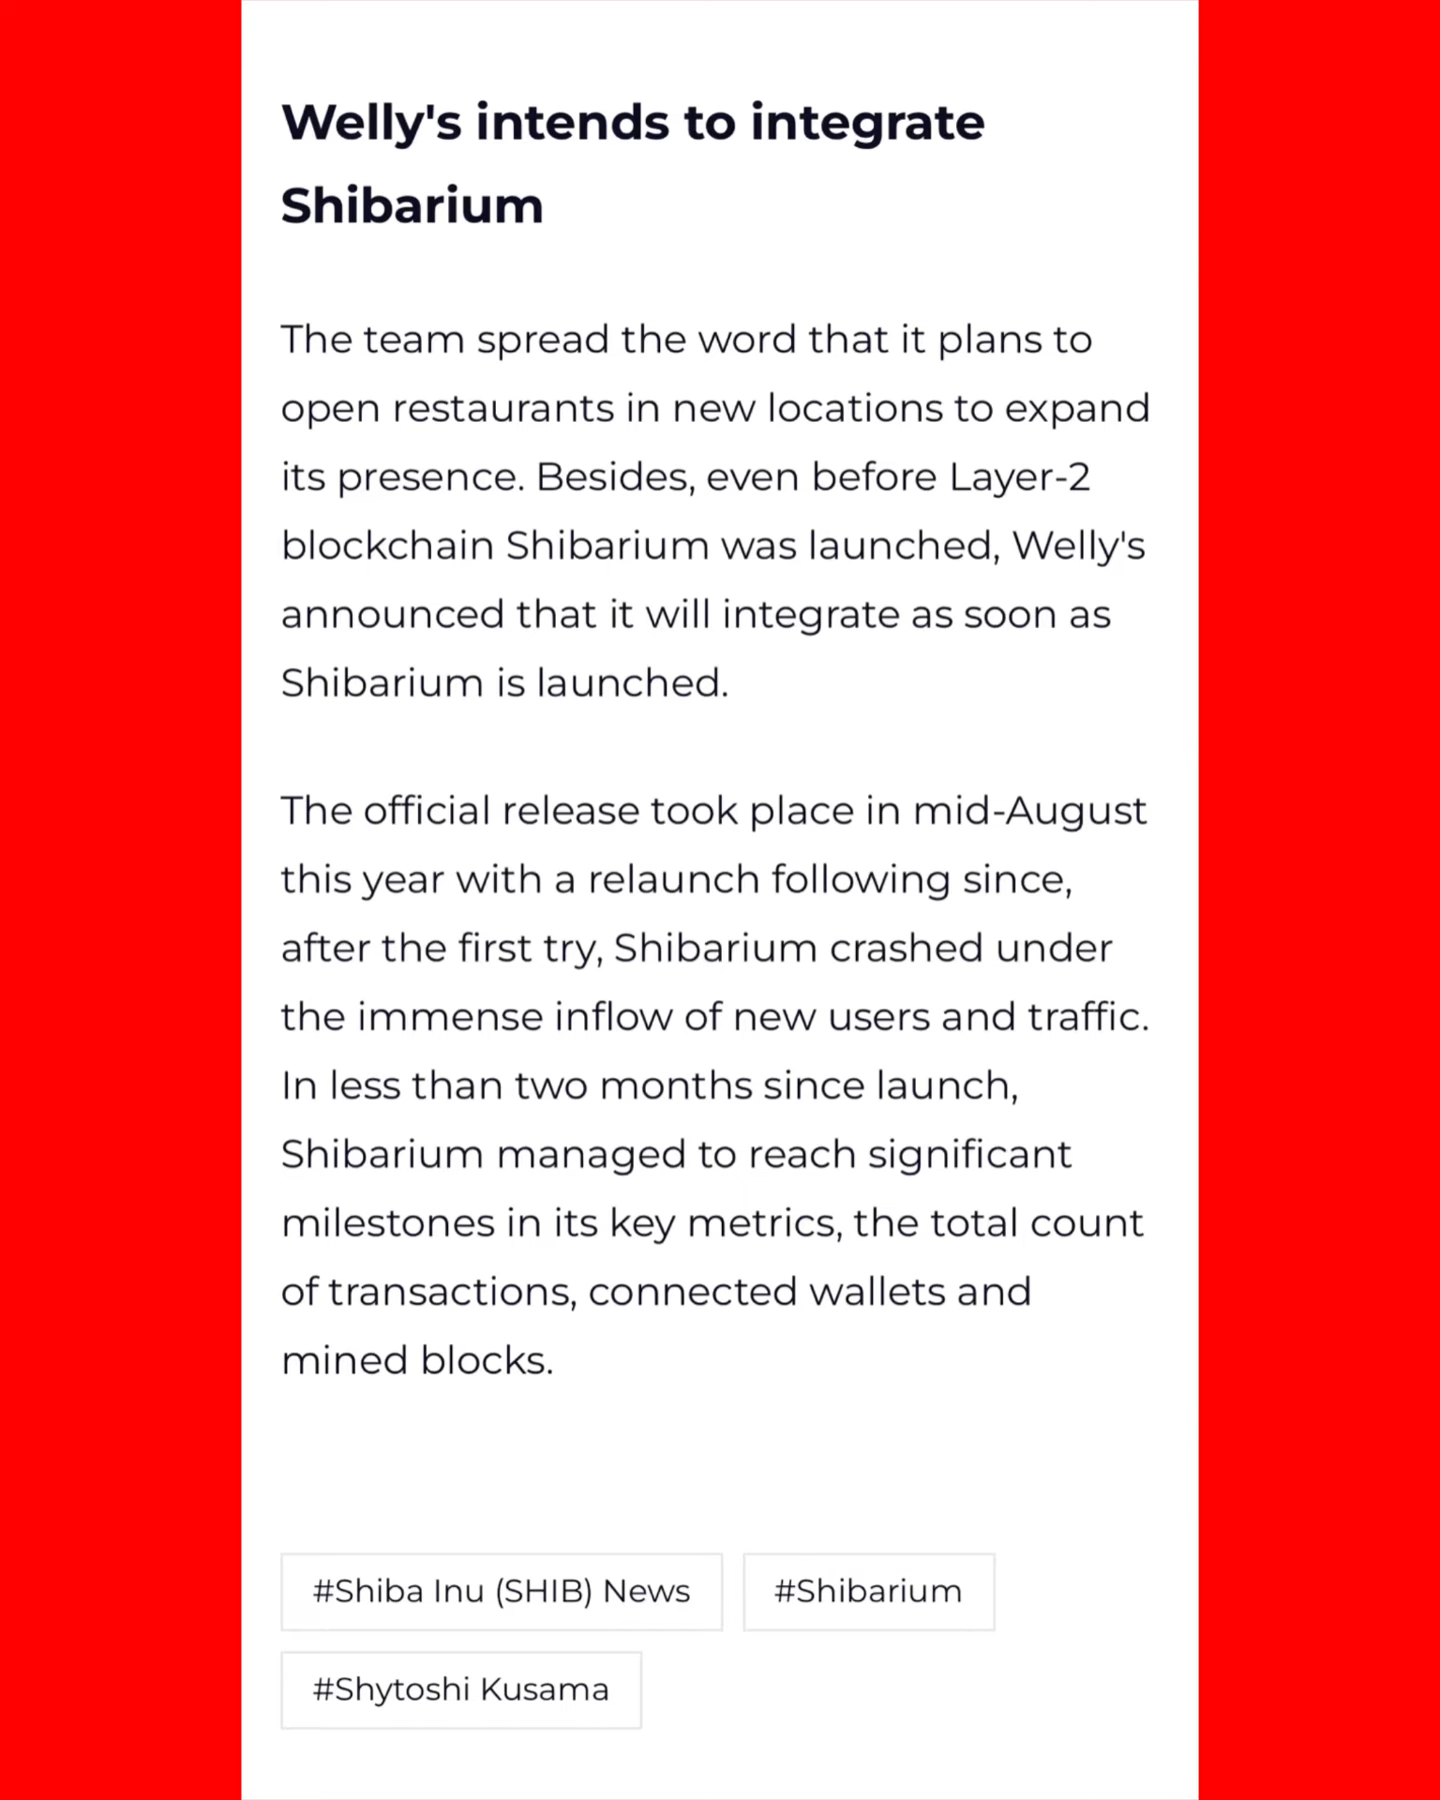 Welly's intends to integrate
Shibarium
The team spread the word that it plans to
open restaurants in new locations to expand
its presence. Besides, even before Layer-2
blockchain Shibarium was launched, Welly's
announced that it will integrate as soon as
Shibarium is launched.
The official release took place in mid-August
this year with a relaunch following since,
after the first try, Shibarium crashed under
the immense inflow of new users and traffic.
In less than two months since launch,
Shibarium managed to reach significant
milestones in its key metrics, the total count
of transactions, connected wallets and
mined blocks.
#Shiba Inu (SHIB) News #Shibarium
#Shytoshi Kusama